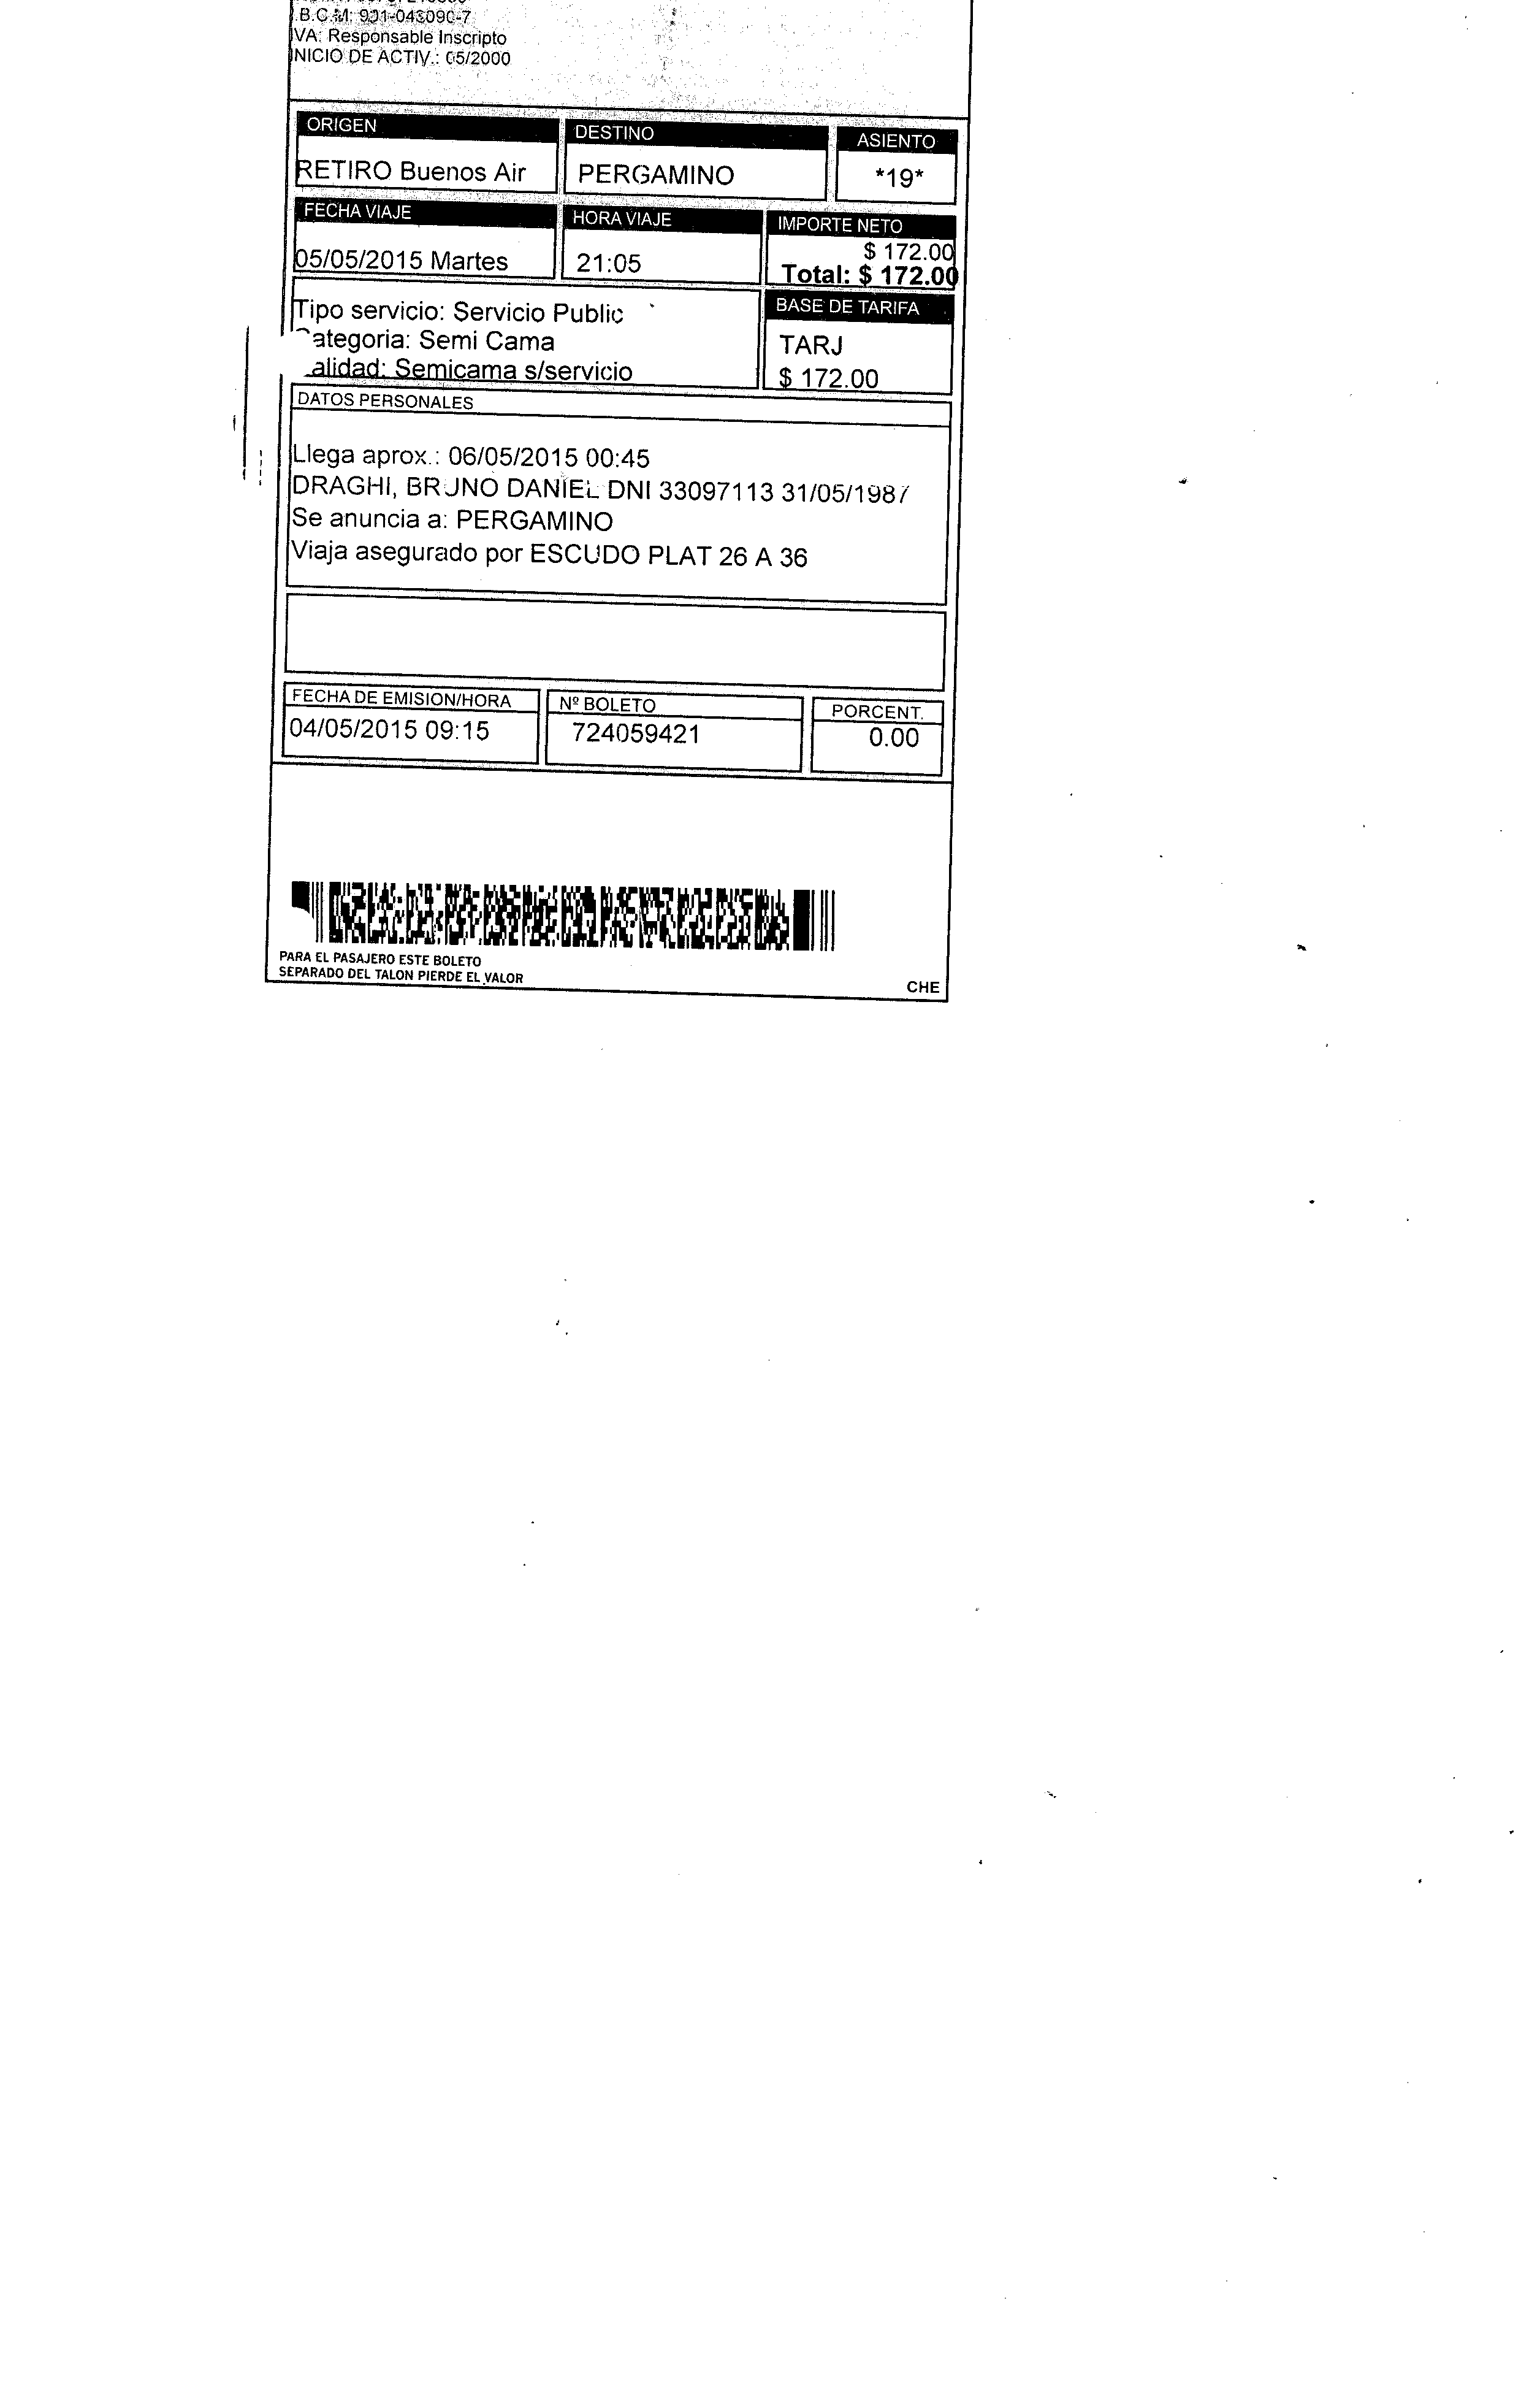 .B.C.M: 901-043090-7
VA: Responsable Inscripto
NICIO DE ACTIV.: 05/2000
ORIGEN DESTINO ASIENTO
RETIRO Buenos Air PERGAMINO *19*
FECHA VIAJE HORA VIAJE IMPORTE NETO
$ 172.00
05/05/2015 Martes 21:05 Total: $ 172.00
Tipo servicio: Servicio Public BASE DE TARIFA
ategoria: Semi Cama TARJ
alidad: Semicama s/servicio $ 172.00
DATOS PERSONALES
Llega aprox.: 06/05/2015 00:45
DRAGHI, BRUNO DANIEL DNI 33097113 31/05/1987
Se anuncia a: PERGAMINO
Viaja asegurado por ESCUDO PLAT 26 A 36
FECHA DE EMISION/HORA Nº BOLETO PORCENT.
04/05/2015 09:15 724059421 0.00
PARA EL PASAJERO ESTE BOLETO
SEPARADO DEL TALON PIERDE EL VALOR
CHE